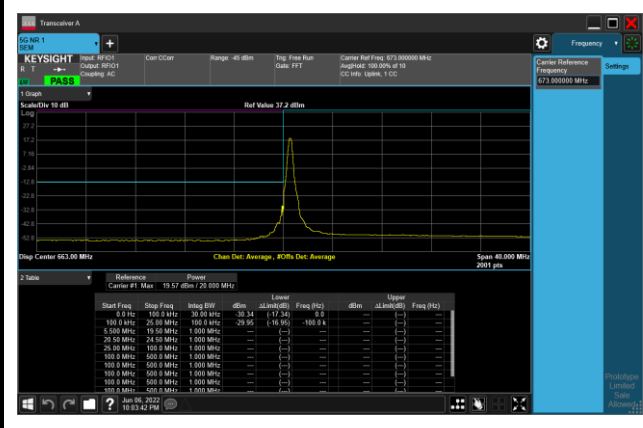 Transceiver A
5G NR 1
SEM
Frequency
KEYSIGHT
R T
PASS
Input: RFIO1
Output: RFIO1
Coupling: AC
Corr CCorr
Range: -45 dBm
Trig: Free Run
Gate: FFT
Carrier Ref Freq: 673.000000 MHz
Avg|Hold: 100.00% of 10
CC Info: Uplink, 1 CC
Carrier Reference
Frequency
673.000000 MHz
Settings
1 Graph
Scale/Div 10 dB
Ref Value 37.2 dBm
Log
27.2
17.2
7.16
-2.84
-12.8
-22.8
-32.8
-42.8
-52.8
Disp Center 663.00 MHz
Chan Det: Average , #Offs Det: Average
Span 40.000 MHz
2001 pts
2 Table
Reference Power
Carrier #1 Max 19.57 dBm / 20.000 MHz
Lower Upper
Start Freq Stop Freq Integ BW dBm ΔLimit(dB) Freq (Hz) dBm ΔLimit(dB) Freq (Hz)
0.0 Hz 100.0 kHz 30.00 kHz -30.34 (-17.34) 0.0 --- (---) ---
100.0 kHz 25.00 MHz 100.0 kHz -29.95 (-16.95) -100.0 k --- (---) ---
5.500 MHz 19.50 MHz 1.000 MHz --- (---) --- --- (---) ---
20.50 MHz 24.50 MHz 1.000 MHz --- (---) --- --- (---) ---
25.00 MHz 100.0 MHz 1.000 MHz --- (---) --- --- (---) ---
100.0 MHz 500.0 MHz 1.000 MHz --- (---) --- --- (---) ---
100.0 MHz 500.0 MHz 1.000 MHz --- (---) --- --- (---) ---
100.0 MHz 500.0 MHz 1.000 MHz --- (---) --- --- (---) ---
100.0 MHz 500.0 MHz 1.000 MHz --- (---) --- --- (---) ---
100.0 MHz 500.0 MHz 1.000 MHz --- (---) --- --- (---) ---
Jun 06, 2022
10:03:42 PM
Prototype
Limited
Sale
Allowed